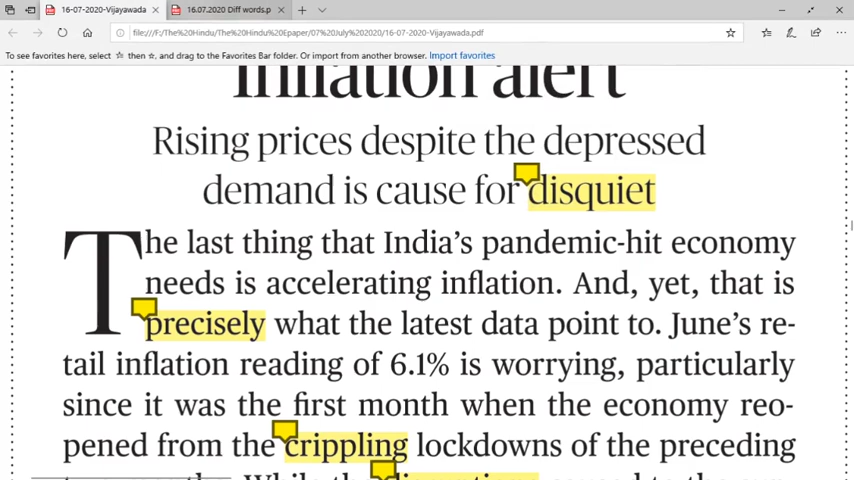 16-07-2020-Vijayawada
16.07.2020 Diff words.p
file:///F:/The%20Hindu/The%20Hindu%20Epaper/07%20July%202020/16-07-2020-Vijayawada.pdf
To see favorites here, select then ☆, and drag to the Favorites Bar folder. Or import from another browser. Import favorites
Inflation alert
Rising prices despite the depressed
demand is cause for disquiet
The last thing that India's pandemic-hit economy
needs is accelerating inflation. And, yet, that is
precisely what the latest data point to. June's re-
tail inflation reading of 6.1% is worrying, particularly
since it was the first month when the economy reo-
pened from the crippling lockdowns of the preceding
While the